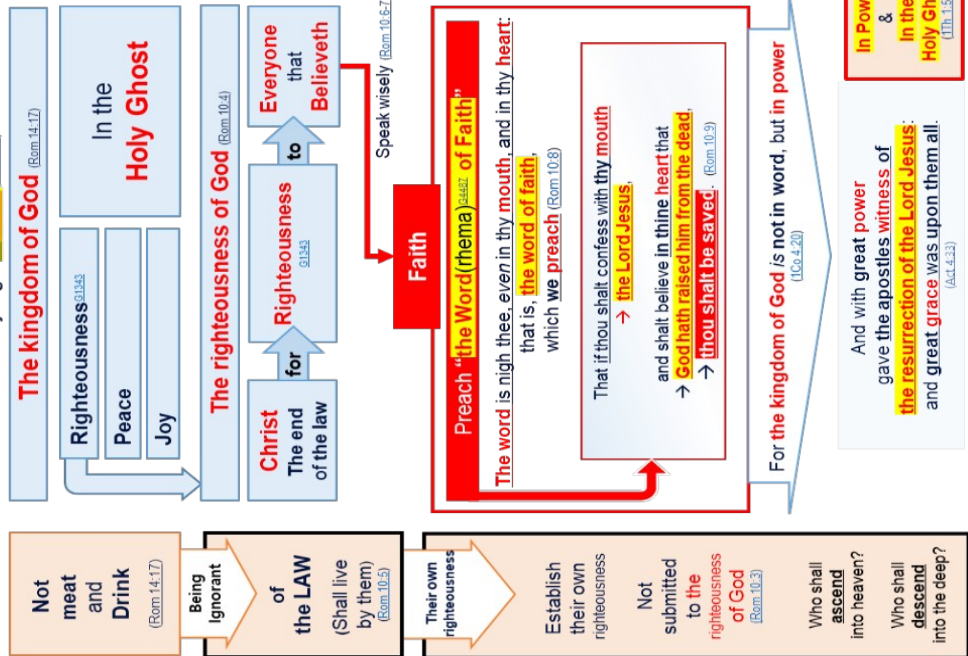 The kingdom of God (Rom 14:17)
Righteousness G1343
Peace
Joy
In the
Holy Ghost
The righteousness of God (Rom 10:4)
Christ
The end
of the law
for
Righteousness
G1343
to
Everyone
that
Believeth
Speak wisely (Rom 10:6-7
Faith
Preach "the Word(rhema)G4487 of Faith"
The word is nigh thee, even in thy mouth, and in thy heart:
that is, the word of faith,
which we preach (Rom 10:8)
That if thou shalt confess with thy mouth
→ the Lord Jesus,
and shalt believe in thine heart that
→ God hath raised him from the dead,
→ thou shalt be saved. (Rom 10:9)
For the kingdom of God is not in word, but in power
(1Co 4:20)
And with great power
gave the apostles witness of
the resurrection of the Lord Jesus:
and great grace was upon them all.
(Act 4:33)
&
In the
Not
meat
and
Drink
(Rom 14:17)
Being
Ignorant
of
the LAW
(Shall live
by them)
(Rom 10:5)
Their own
righteousness
Establish
their own
righteousness
Not
submitted
to the
righteousness
of God
(Rom 10:3)
Who shall
ascend
into heaven?
Who shall
descend
into the deep?